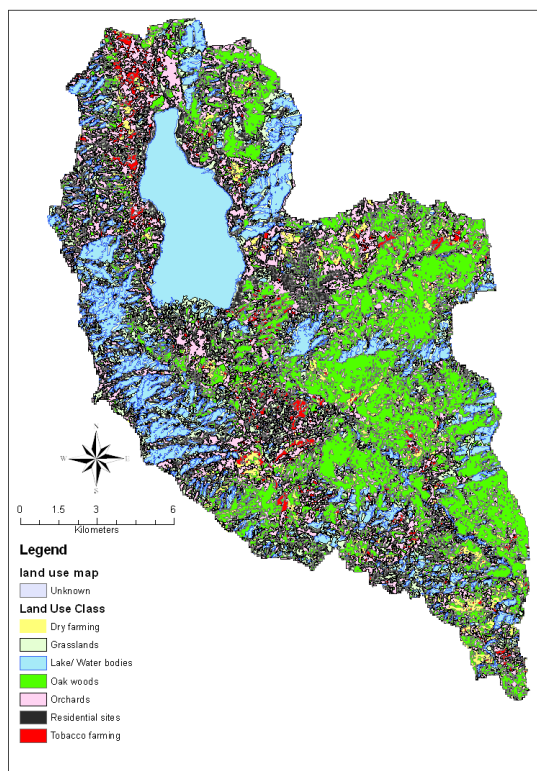 N
W E
S
0 1.5 3 6
Kilometers
Legend
land use map
Unknown
Land Use Class
Dry farming
Grasslands
Lake/ Water bodies
Oak woods
Orchards
Residential sites
Tobacco farming